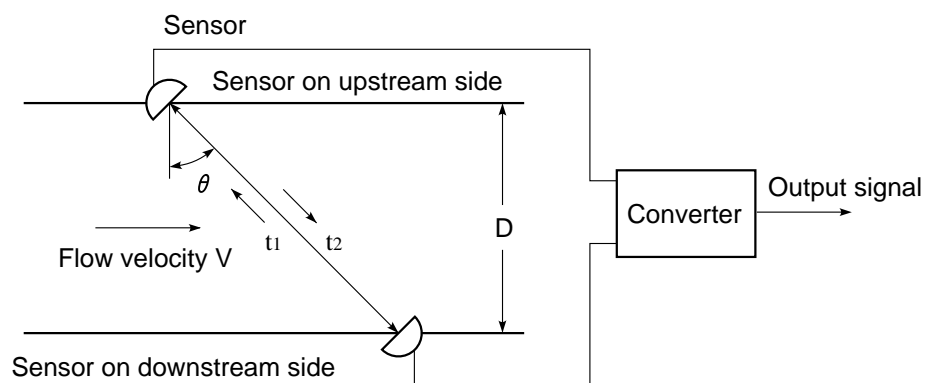 Sensor
Sensor on upstream side
θ
t1
t2
D
Converter
Output signal
Flow velocity V
Sensor on downstream side